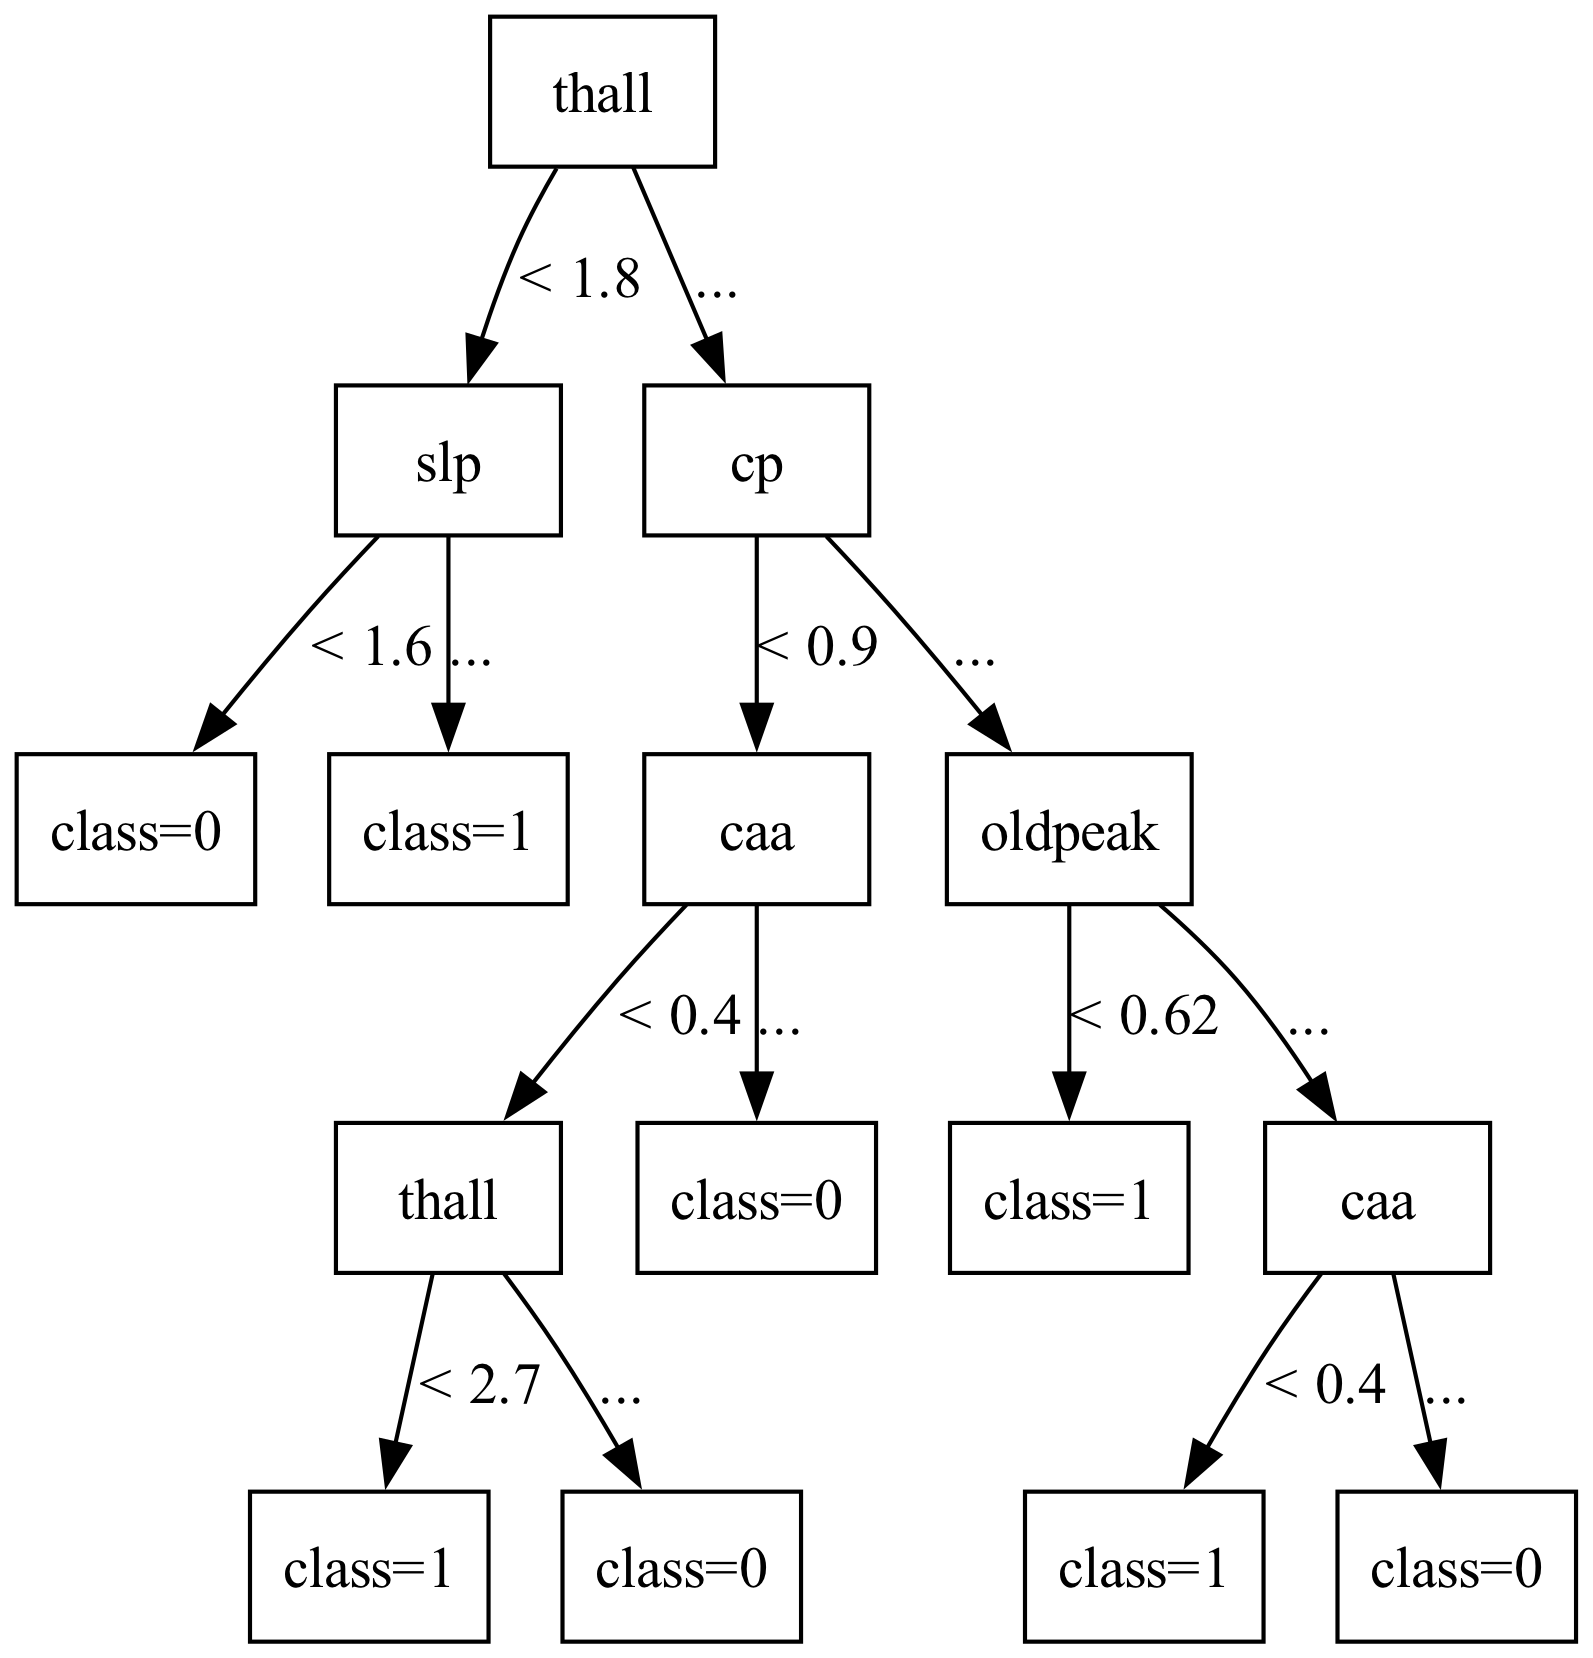 thall
< 1.8
...
slp
cp
< 1.6
...
< 0.9
...
class=0
class=1
caa
oldpeak
< 0.4
...
< 0.62
...
thall
class=0
class=1
caa
< 2.7
...
< 0.4
...
class=1
class=0
class=1
class=0